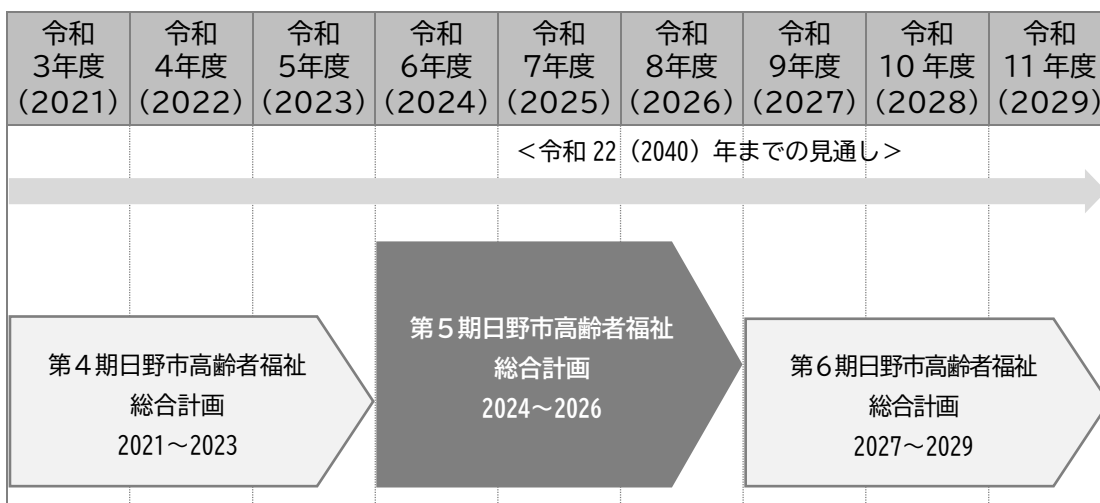 令和
3年度
(2021)
令和
4年度
(2022)
令和
5年度
(2023)
令和
6年度
(2024)
令和
7年度
(2025)
令和
8年度
(2026)
令和
9年度
(2027)
令和
10 年度
(2028)
令和
11 年度
(2029)
＜令和 22（2040）年までの見通し＞
第４期日野市高齢者福祉
総合計画
2021～2023
第５期日野市高齢者福祉
総合計画
2024～2026
第６期日野市高齢者福祉
総合計画
2027～2029